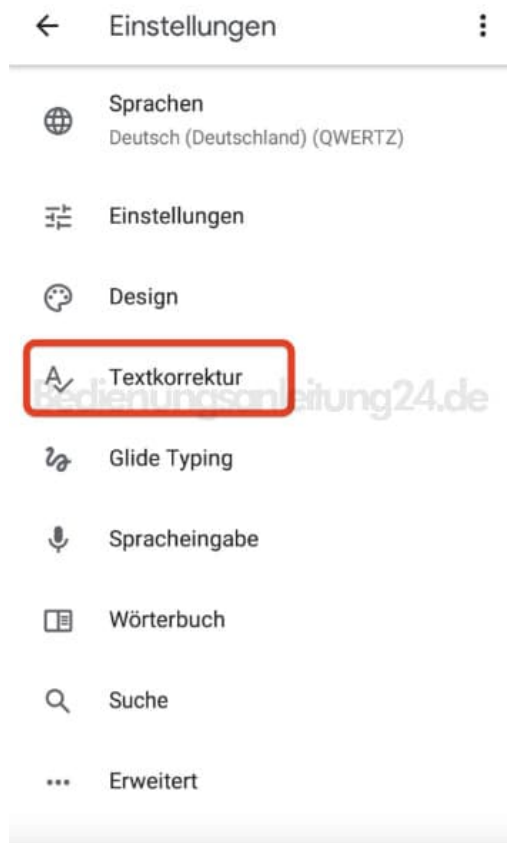 Einstellungen
Sprachen
Deutsch (Deutschland) (QWERTZ)
Einstellungen
Design
Textkorrektur
Bedienungsanleitung24.de
Glide Typing
Spracheingabe
Wörterbuch
Suche
Erweitert